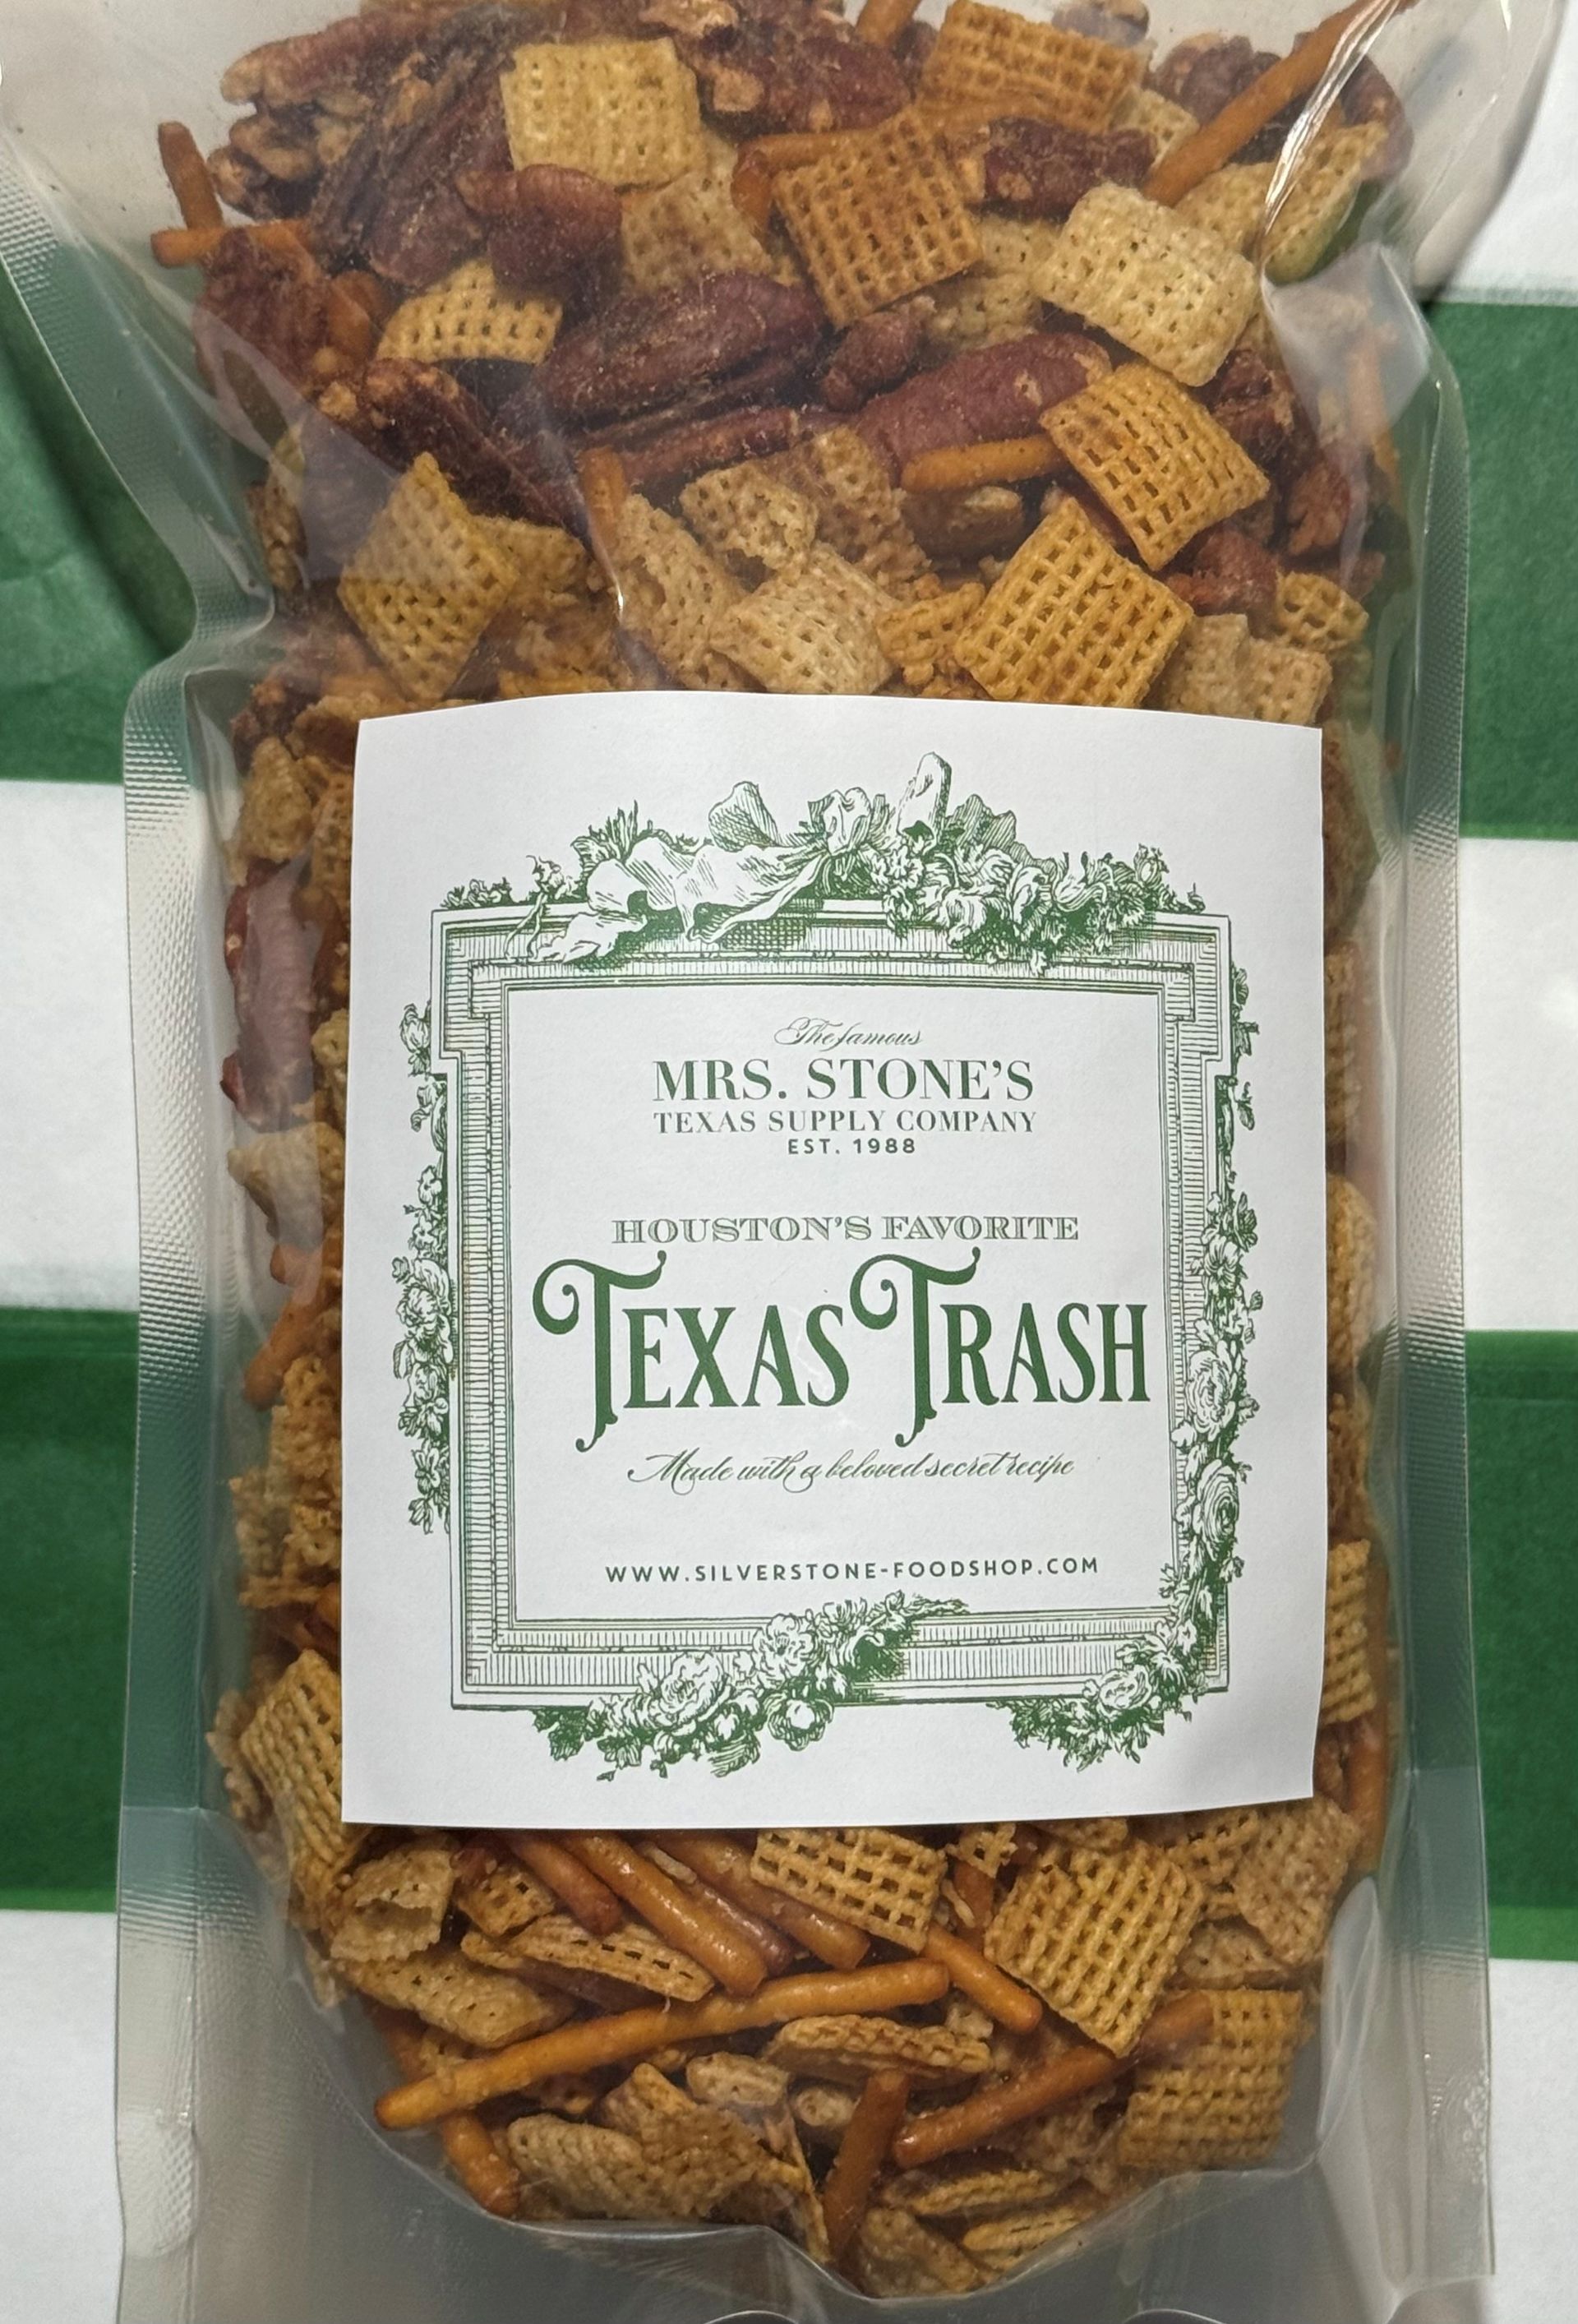 The famous
MRS. STONE'S
TEXAS SUPPLY COMPANY
EST. 1988
HOUSTON'S FAVORITE
TEXAS TRASH
Made with a beloved secret recipe
WWW.SILVERSTONE-FOODSHOP.COM